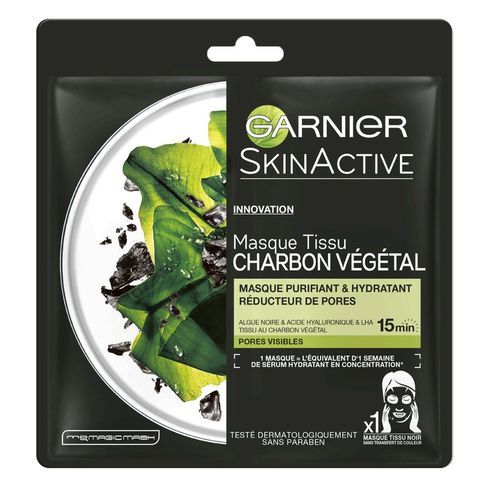 GARNIER
SKINACTIVE
INNOVATION
Masque Tissu
CHARBON VÉGÉTAL
MASQUE PURIFIANT & HYDRATANT
RÉDUCTEUR DE PORES
ALGUE NOIRE & ACIDE HYALURONIQUE & LHA
TISSU AU CHARBON VÉGÉTAL
15min
PORES VISIBLES
1 MASQUE = L'ÉQUIVALENT D'1 SEMAINE
DE SÉRUM HYDRATANT EN CONCENTRATION*
x1
MASQUE TISSU NOIR
SANS TRANSFERT DE COULEUR
TESTÉ DERMATOLOGIQUEMENT
SANS PARABEN